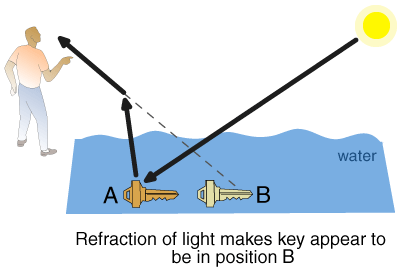 water
A
B
Refraction of light makes key appear to
be in position B